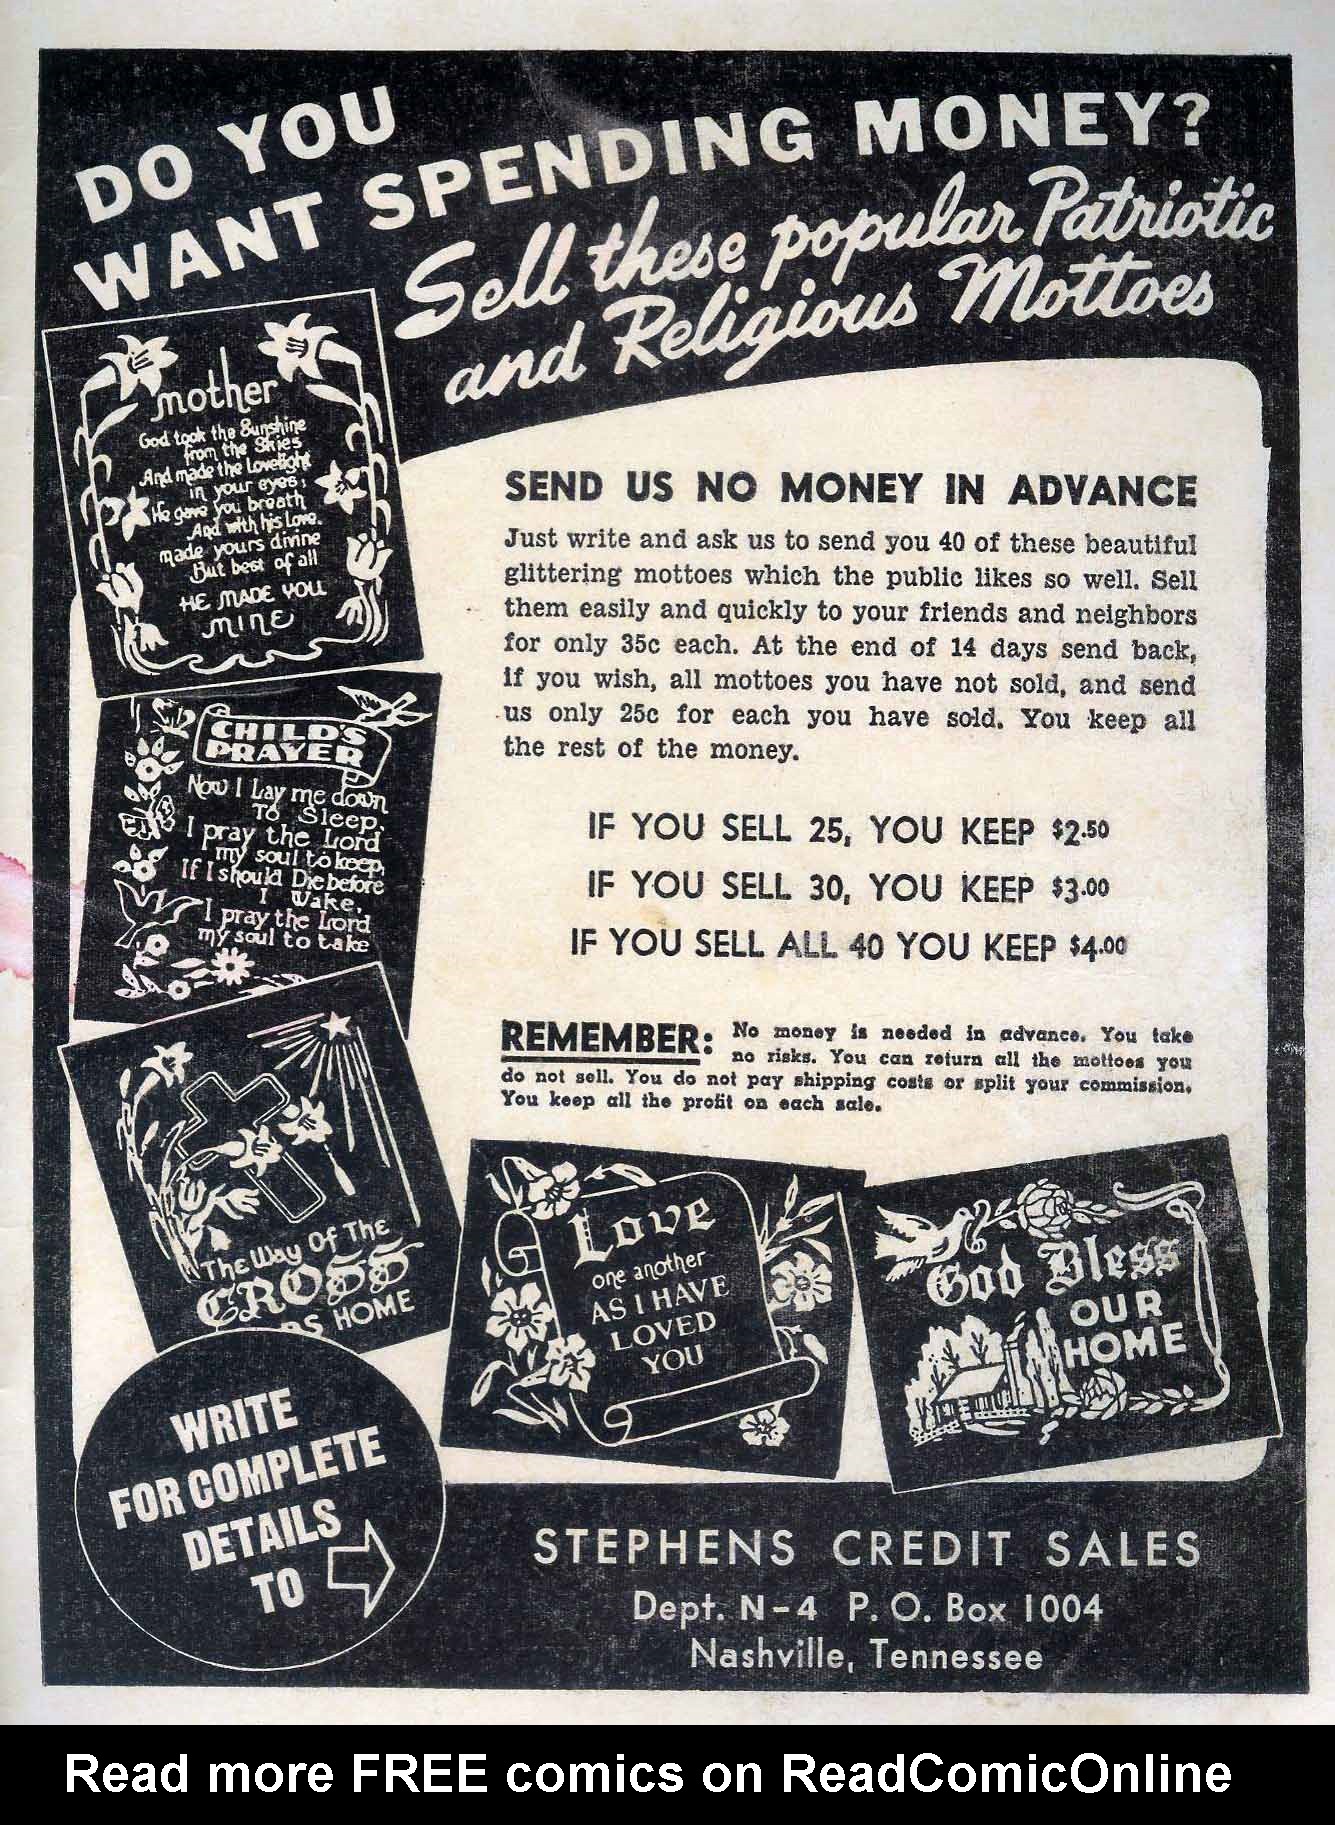 DO YOU
WANT SPENDING MONEY?
Sell these popular Patriotic
and Religious Mottoes
mother
God took the Sunshine
from the Skies
And made the Lovelight
in your eyes;
He gave you breath
And with his Love.
made yours divine
But best of all
HE MADE YOU
MINE
CHILD'S
PRAYER
Now I Lay me down
To Sleep,
I pray the Lord
my soul to keep,
If I should Die before
I Wake,
I pray the Lord
my soul to take
The Way Of The
CROSS
HOME
SEND US NO MONEY IN ADVANCE
Just write and ask us to send you 40 of these beautiful
glittering mottoes which the public likes so well. Sell
them easily and quickly to your friends and neighbors
for only 35c each. At the end of 14 days send back,
if you wish, all mottoes you have not sold, and send
us only 25c for each you have sold. You keep all
the rest of the money.
IF YOU SELL 25, YOU KEEP $2.50
IF YOU SELL 30, YOU KEEP $3.00
IF YOU SELL ALL 40 YOU KEEP $4.00
REMEMBER: No money is needed in advance. You take
no risks. You can return all the mottoes you
do not sell. You do not pay shipping costs or split your commission.
You keep all the profit on each sale.
Love
one another
AS I HAVE
LOVED
YOU
God Bless
OUR
HOME
WRITE
FOR COMPLETE
DETAILS
TO
STEPHENS CREDIT SALES
Dept. N-4 P. O. Box 1004
Nashville, Tennessee
Read more FREE comics on ReadComicOnline